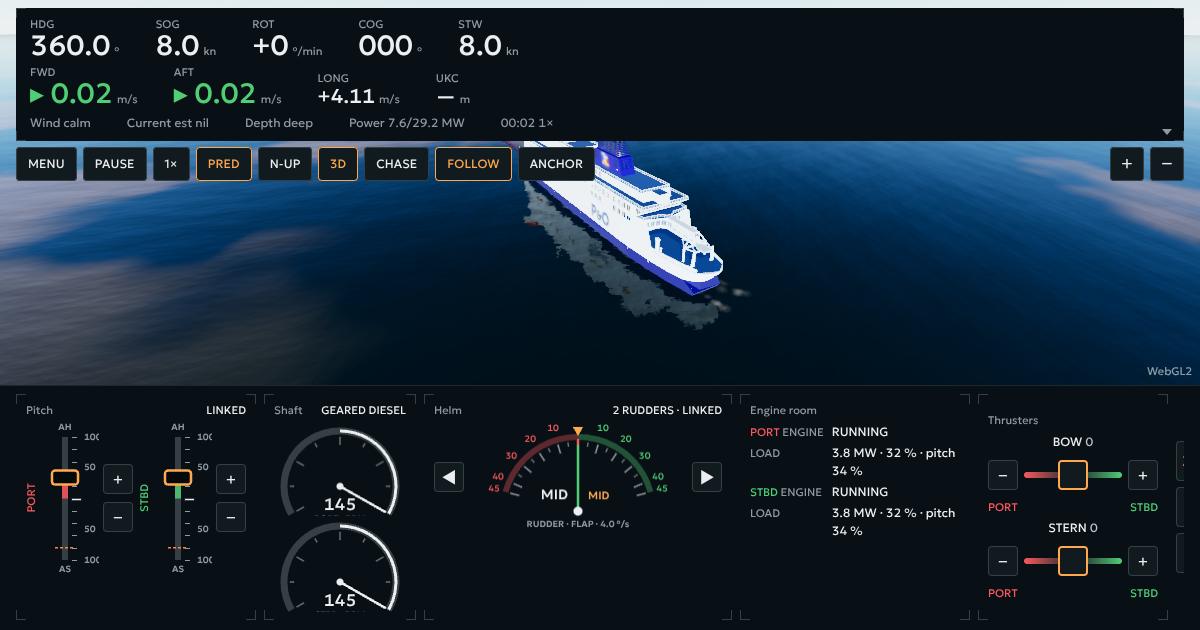 HDG SOG ROT COG STW
360.0 ° 8.0 kn +0 °/min 000 ° 8.0 kn
FWD AFT LONG UKC
▶ 0.02 m/s ▶ 0.02 m/s +4.11 m/s — m
Wind calm Current est nil Depth deep Power 7.6/29.2 MW 00:02 1×
MENU PAUSE 1× PRED N-UP 3D CHASE FOLLOW ANCHOR + −
P&O
WebGL2
Pitch LINKED
AH AH
100 100
50 50
PORT STBD
+ − + −
50 50
100 100
AS AS
Shaft GEARED DIESEL
145
145
Helm 2 RUDDERS · LINKED
10 10
20 20
30 30
40 40
45 45
MID MID
RUDDER · FLAP · 4.0 °/s
Engine room
PORT ENGINE RUNNING
LOAD 3.8 MW · 32 % · pitch
34 %
STBD ENGINE RUNNING
LOAD 3.8 MW · 32 % · pitch
34 %
Thrusters
BOW 0
− +
PORT STBD
STERN 0
− +
PORT STBD